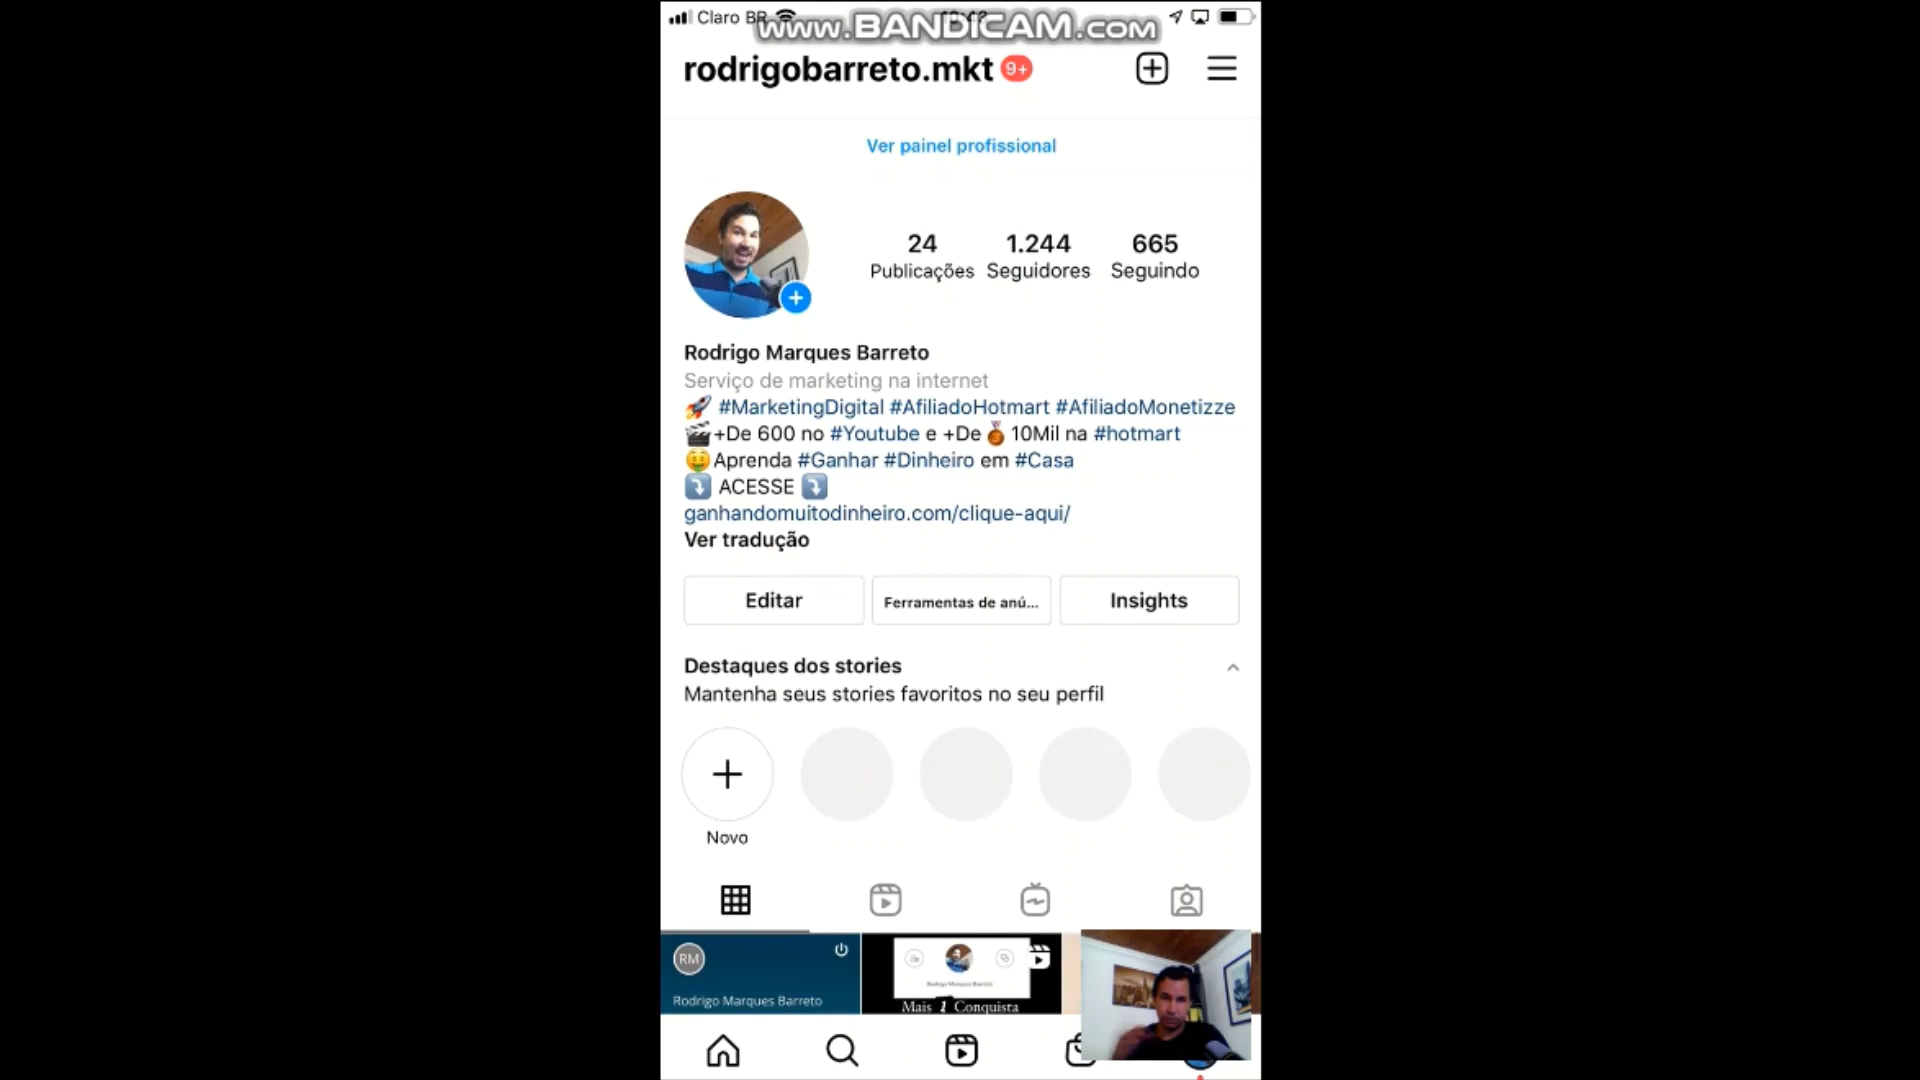 Claro BR
www.BANDICAM.com
rodrigobarreto.mkt 9+
Ver painel profissional
24 1.244 665
Publicações Seguidores Seguindo
Rodrigo Marques Barreto
Serviço de marketing na internet
🚀 #MarketingDigital #AfiliadoHotmart #AfiliadoMonetizze
🎬+De 600 no #Youtube e +De 🥉 10Mil na #hotmart
🤑Aprenda #Ganhar #Dinheiro em #Casa
⤵️ ACESSE ⤵️
ganhandomuitodinheiro.com/clique-aqui/
Ver tradução
Editar Ferramentas de anú... Insights
Destaques dos stories
Mantenha seus stories favoritos no seu perfil
Novo
RM
Rodrigo Marques Barreto
Rodrigo Marques Barreto
Mais 1 Conquista